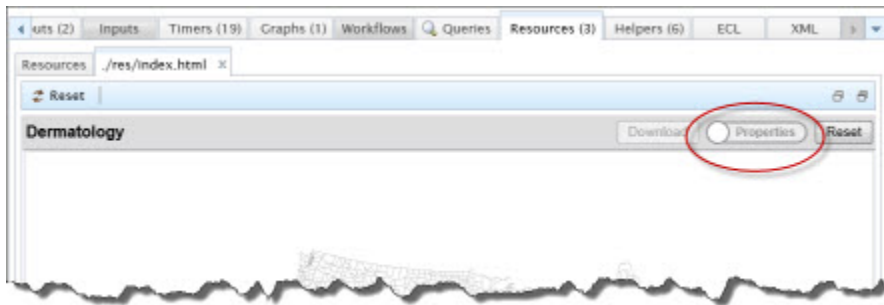 uts (2) Inputs Timers (19) Graphs (1) Workflows Queries Resources (3) Helpers (6) ECL XML
Resources ./res/index.html
Reset
Dermatology Download Properties Reset